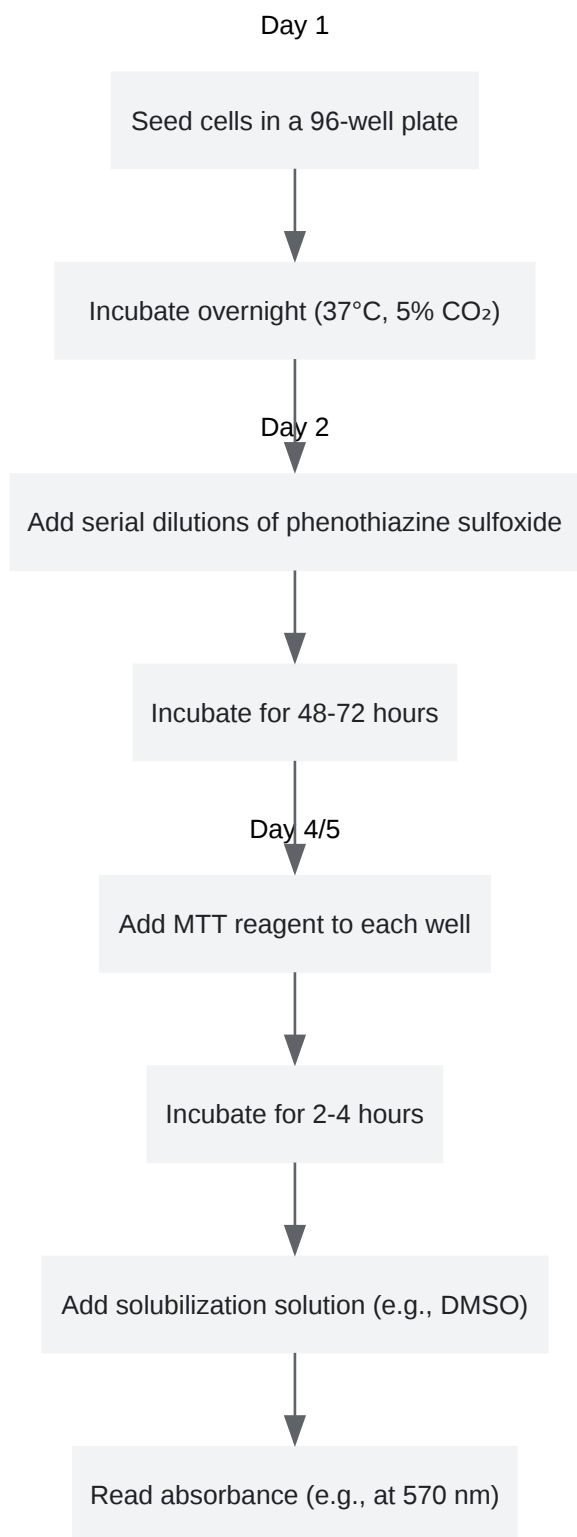 Day 1
Seed cells in a 96-well plate
Incubate overnight (37°C, 5% CO₂)
Day 2
Add serial dilutions of phenothiazine sulfoxide
Incubate for 48-72 hours
Day 4/5
Add MTT reagent to each well
Incubate for 2-4 hours
Add solubilization solution (e.g., DMSO)
Read absorbance (e.g., at 570 nm)